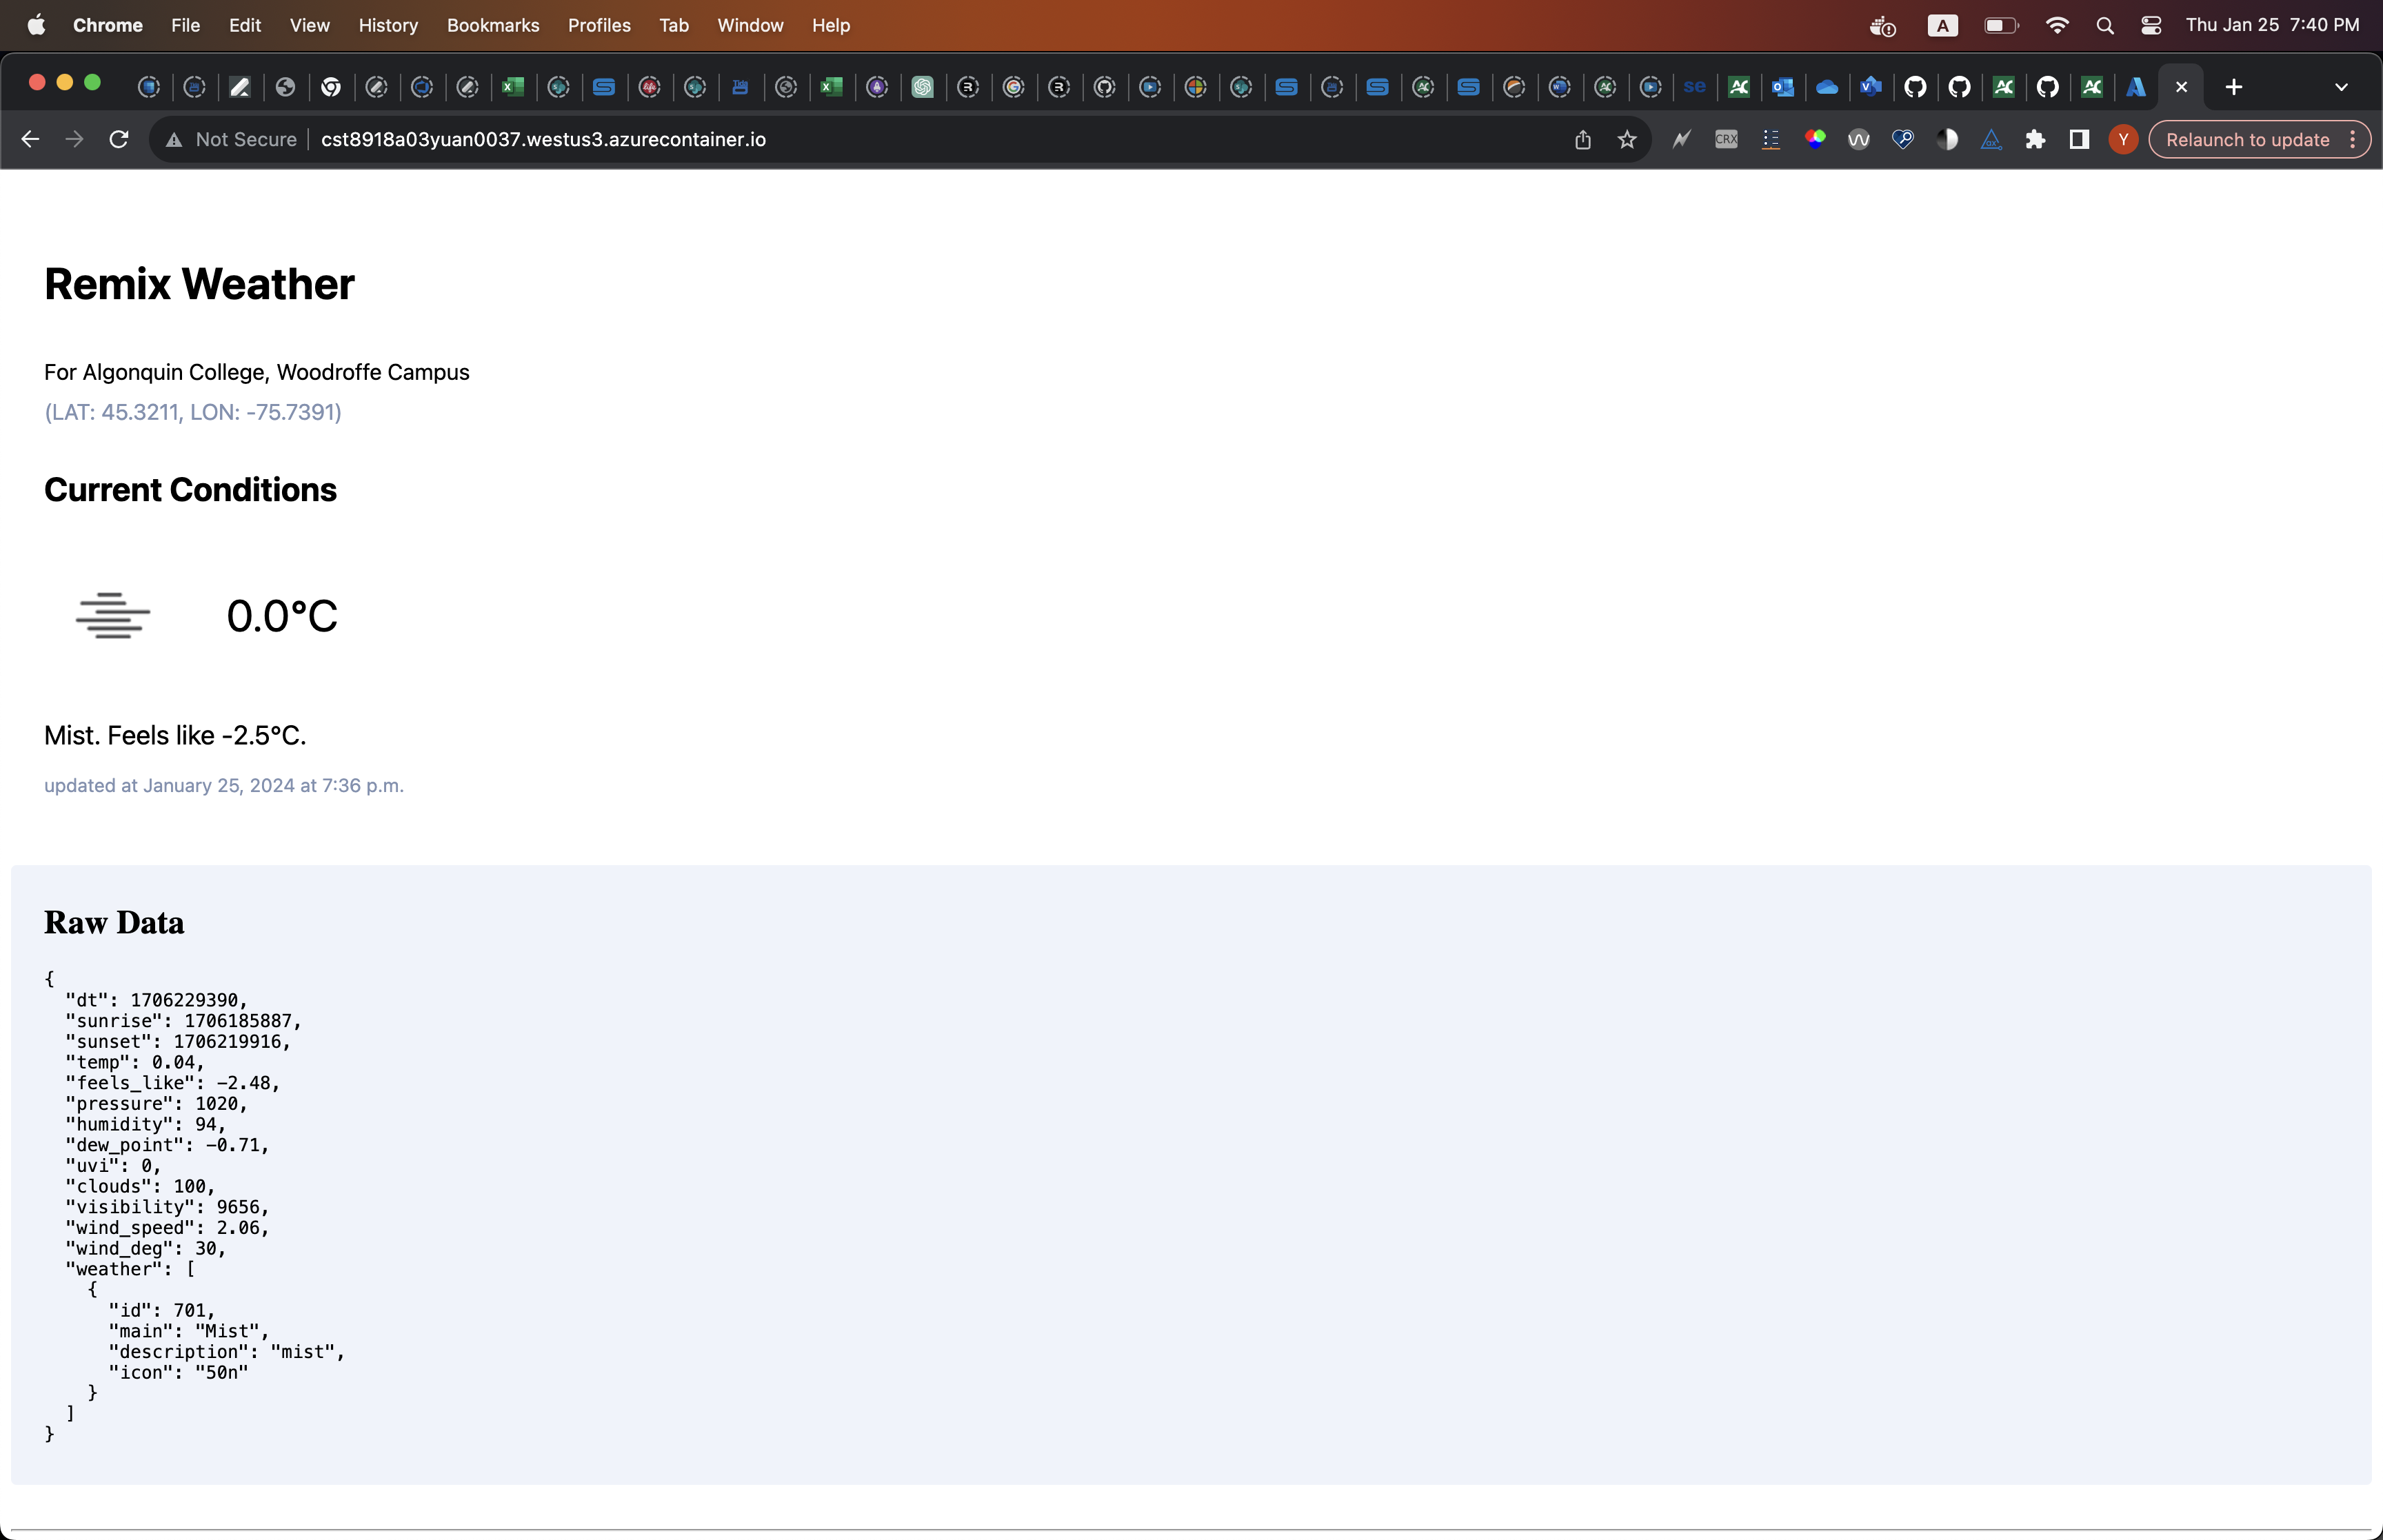 Chrome File Edit View History Bookmarks Profiles Tab Window Help A Thu Jan 25 7:40 PM
Not Secure cst8918a03yuan0037.westus3.azurecontainer.io CRX Y Relaunch to update
Remix Weather
For Algonquin College, Woodroffe Campus
(LAT: 45.3211, LON: -75.7391)
Current Conditions
0.0°C
Mist. Feels like -2.5°C.
updated at January 25, 2024 at 7:36 p.m.
Raw Data
{
"dt": 1706229390,
"sunrise": 1706185887,
"sunset": 1706219916,
"temp": 0.04,
"feels_like": -2.48,
"pressure": 1020,
"humidity": 94,
"dew_point": -0.71,
"uvi": 0,
"clouds": 100,
"visibility": 9656,
"wind_speed": 2.06,
"wind_deg": 30,
"weather": [
{
"id": 701,
"main": "Mist",
"description": "mist",
"icon": "50n"
}
]
}